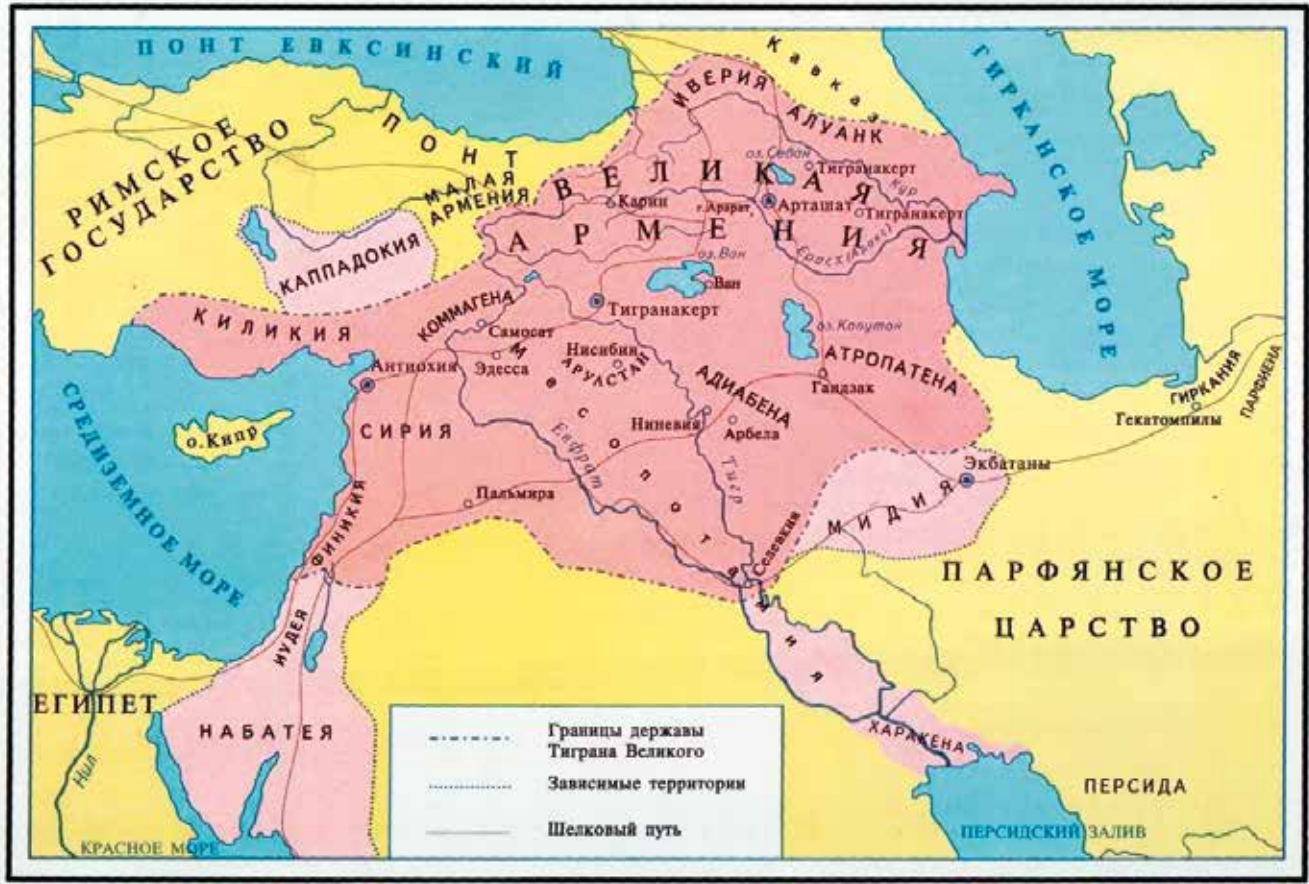 ПОНТ ЕВКСИНСКИЙ
Кавказ
ГИРКАНСКОЕ МОРЕ
РИМСКОЕ
ГОСУДАРСТВО
ПОНТ
МАЛАЯ
АРМЕНИЯ
ИВЕРИЯ
АЛУАНК
оз.Севан
Тигранакерт
Кур
ВЕЛИКАЯ
Карин
г.Арарат
Арташат
Тигранакерт
АРМЕНИЯ
Ерасх (Аракс)
КАППАДОКИЯ
оз.Ван
Ван
КИЛИКИЯ
КОММАГЕНА
Тигранакерт
Самосат
оз.Капутан
Нисибин
АРУЛСТАН
Эдесса
АТРОПАТЕНА
Антиохия
АДИАБЕНА
Гандзак
ГИРКАНИЯ
ПАРФИЕНА
Гекатомпилы
СРЕДИЗЕМНОЕ МОРЕ
о.Кипр
СИРИЯ
Месопотамия
Ниневия
Арбела
Евфрат
Тигр
Экбатаны
Пальмира
МИДИЯ
ФИНИКИЯ
Селевкия
ПАРФЯНСКОЕ
ЦАРСТВО
ИУДЕЯ
ЕГИПЕТ
НАБАТЕЯ
Нил
ХАРАКЕНА
ПЕРСИДА
КРАСНОЕ МОРЕ
ПЕРСИДСКИЙ ЗАЛИВ
Границы державы
Тиграна Великого
Зависимые территории
Шелковый путь